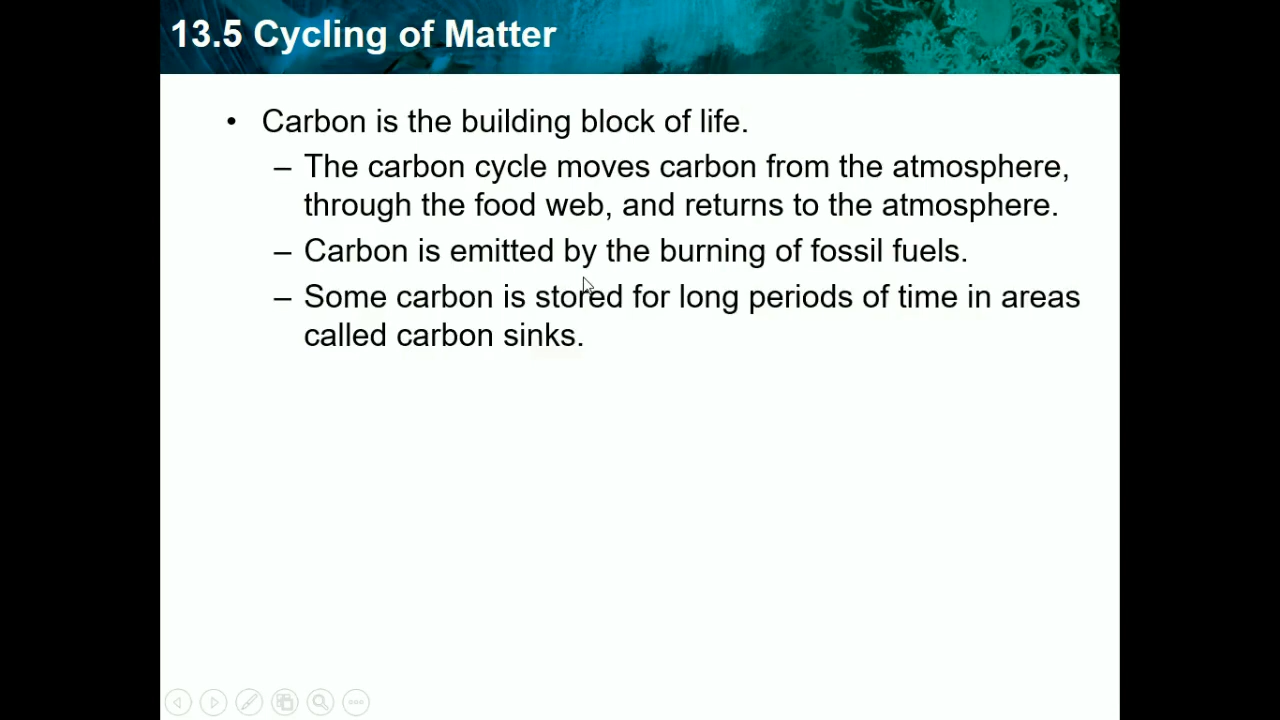 13.5 Cycling of Matter
• Carbon is the building block of life.
– The carbon cycle moves carbon from the atmosphere,
through the food web, and returns to the atmosphere.
– Carbon is emitted by the burning of fossil fuels.
– Some carbon is stored for long periods of time in areas
called carbon sinks.